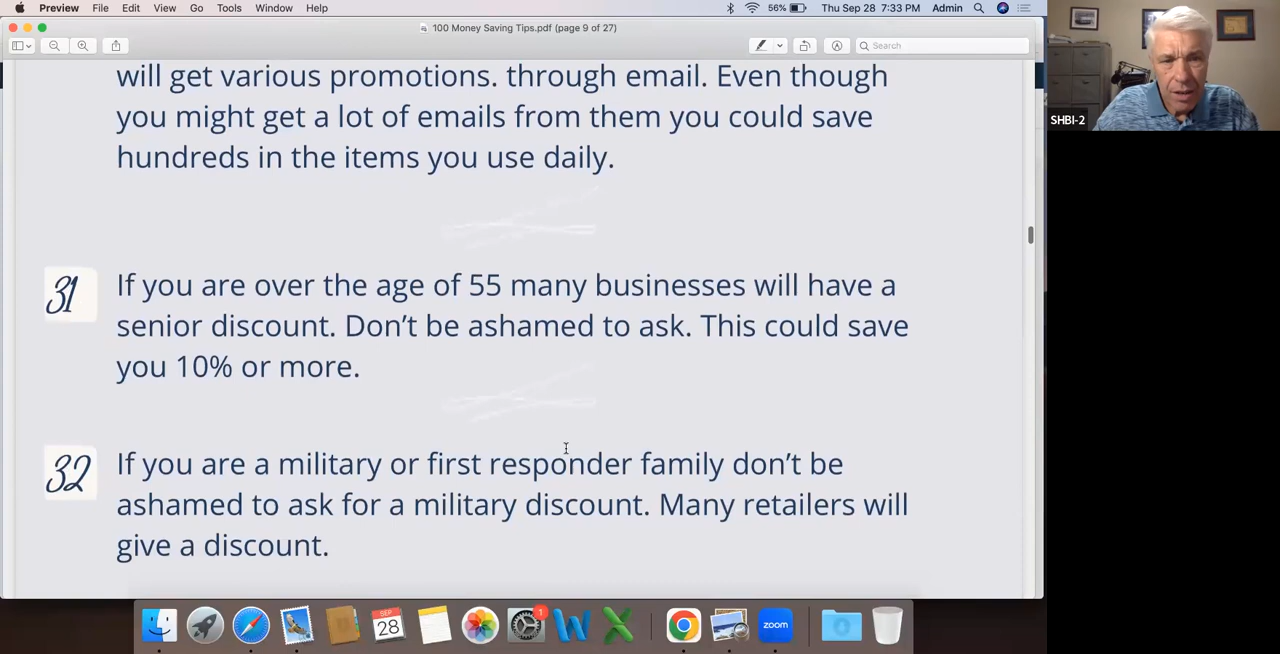 Preview File Edit View Go Tools Window Help 56% Thu Sep 28 7:33 PM Admin
100 Money Saving Tips.pdf (page 9 of 27)
Search
will get various promotions. through email. Even though
you might get a lot of emails from them you could save
hundreds in the items you use daily.
31 If you are over the age of 55 many businesses will have a
senior discount. Don't be ashamed to ask. This could save
you 10% or more.
32 If you are a military or first responder family don't be
ashamed to ask for a military discount. Many retailers will
give a discount.
SHBI-2
SEP
28
1
zoom